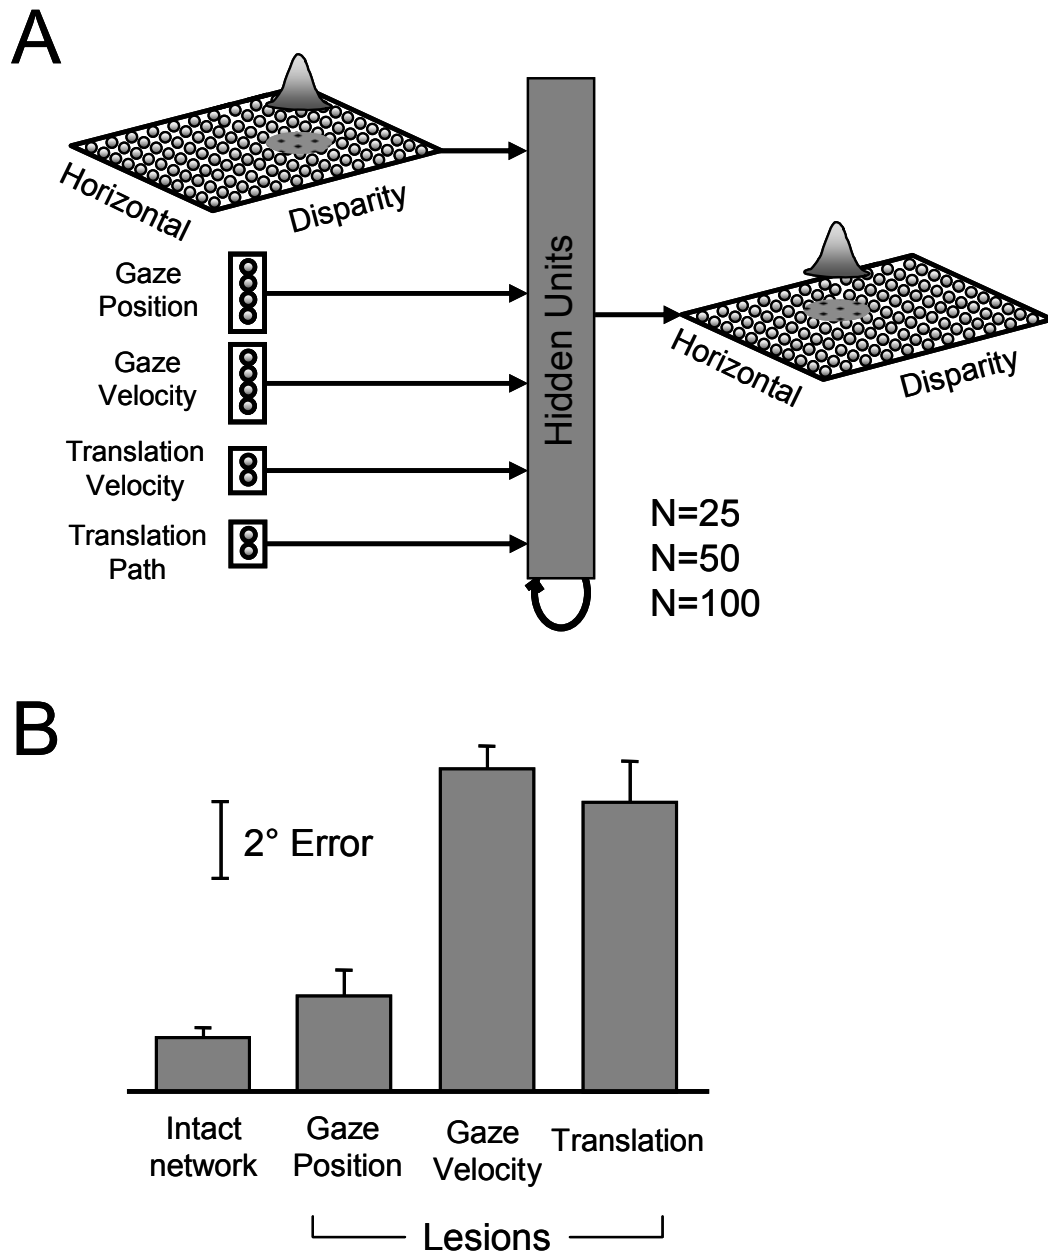 A
Horizontal
Disparity
Gaze
Position
Gaze
Velocity
Translation
Velocity
Translation
Path
Hidden Units
Horizontal
Disparity
N=25
N=50
N=100
B
2° Error
Intact
network
Gaze
Position
Gaze
Velocity
Translation
Lesions